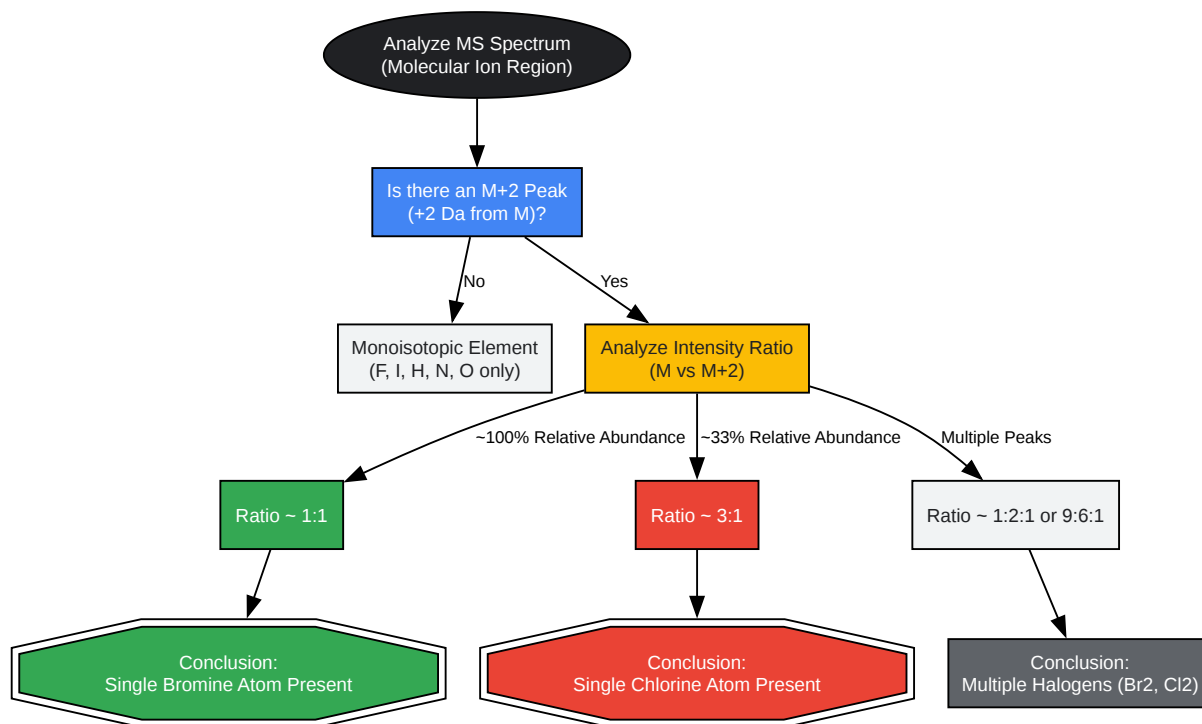 Analyze MS Spectrum
(Molecular Ion Region)
Is there an M+2 Peak
(+2 Da from M)?
No
Yes
Monoisotopic Element
(F, I, H, N, O only)
Analyze Intensity Ratio
(M vs M+2)
~100% Relative Abundance
~33% Relative Abundance
Multiple Peaks
Ratio ~ 1:1
Ratio ~ 3:1
Ratio ~ 1:2:1 or 9:6:1
Conclusion:
Single Bromine Atom Present
Conclusion:
Single Chlorine Atom Present
Conclusion:
Multiple Halogens (Br2, Cl2)